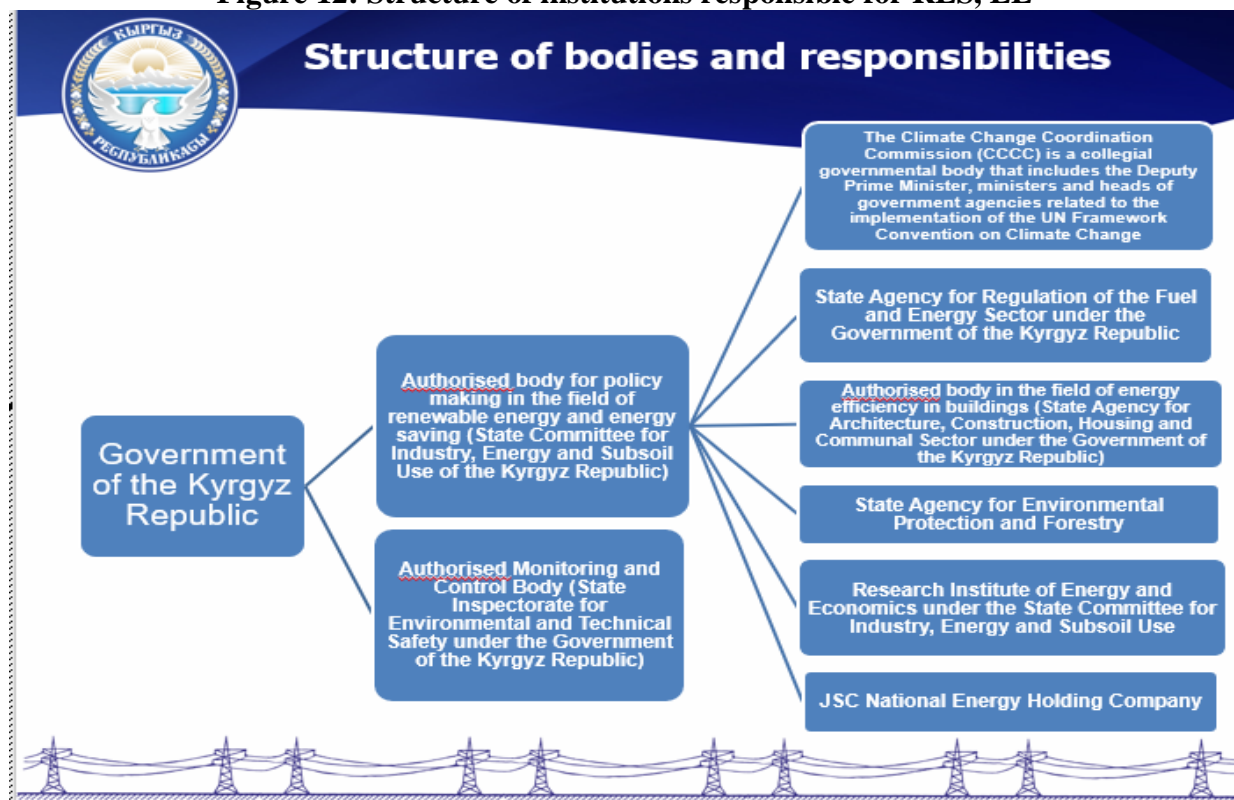 Figure 12: Structure of institutions responsible for RES, EE
КЫРГЫЗ
РЕСПУБЛИКАСЫ
Structure of bodies and responsibilities
Government
of the Kyrgyz
Republic
Authorised body for policy
making in the field of
renewable energy and energy
saving (State Committee for
Industry, Energy and Subsoil
Use of the Kyrgyz Republic)
Authorised Monitoring and
Control Body (State
Inspectorate for
Environmental and Technical
Safety under the Government
of the Kyrgyz Republic)
The Climate Change Coordination
Commission (CCCC) is a collegial
governmental body that includes the Deputy
Prime Minister, ministers and heads of
government agencies related to the
implementation of the UN Framework
Convention on Climate Change
State Agency for Regulation of the Fuel
and Energy Sector under the
Government of the Kyrgyz Republic
Authorised body in the field of energy
efficiency in buildings (State Agency for
Architecture, Construction, Housing and
Communal Sector under the Government of
the Kyrgyz Republic)
State Agency for Environmental
Protection and Forestry
Research Institute of Energy and
Economics under the State Committee for
Industry, Energy and Subsoil Use
JSC National Energy Holding Company